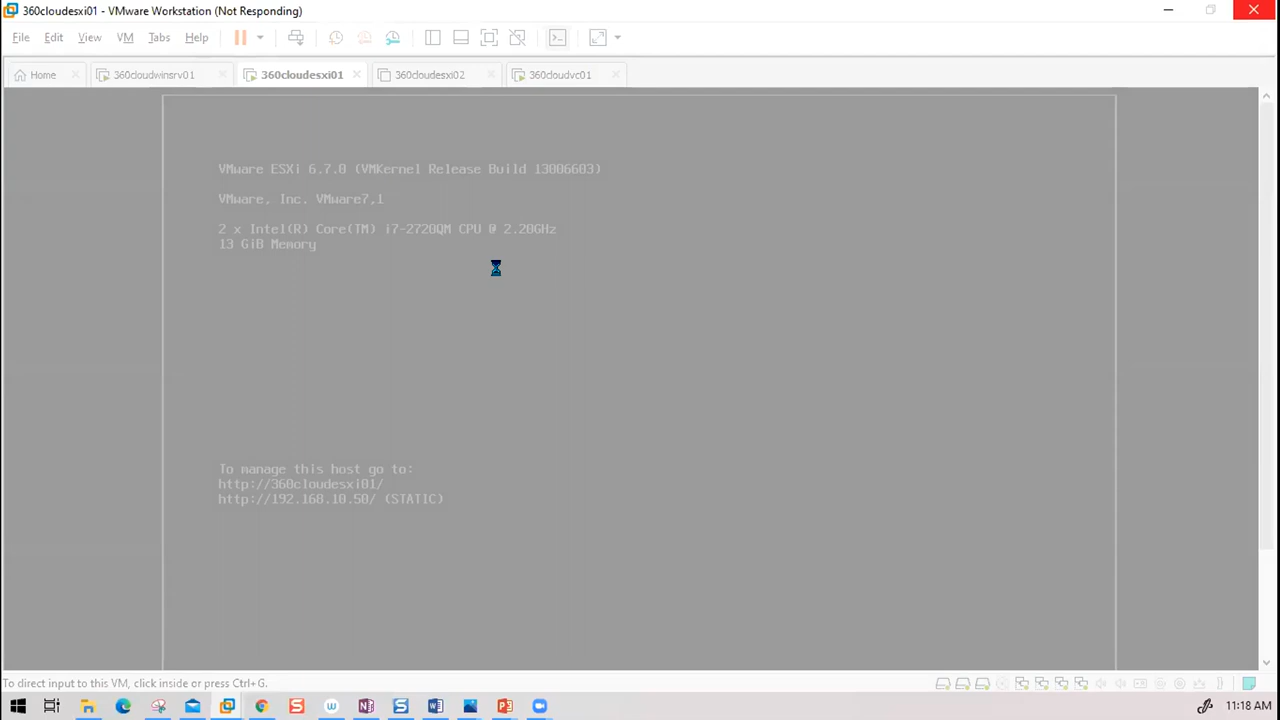 360cloudesxi01 - VMware Workstation (Not Responding)
File Edit View VM Tabs Help
Home 360cloudwinsrv01 360cloudesxi01 360cloudesxi02 360cloudvc01
VMware ESXi 6.7.0 (VMKernel Release Build 13006603)
VMware, Inc. VMware7,1
2 x Intel(R) Core(TM) i7-2720QM CPU @ 2.20GHz
13 GiB Memory
To manage this host go to:
http://360cloudesxi01/
http://192.168.10.50/ (STATIC)
To direct input to this VM, click inside or press Ctrl+G.
11:18 AM